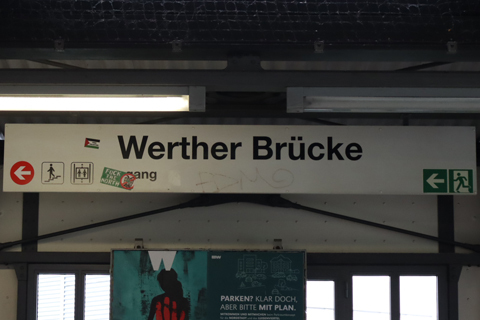 Werther Brücke
gang
PARKEN? KLAR DOCH,
ABER BITTE MIT PLAN.